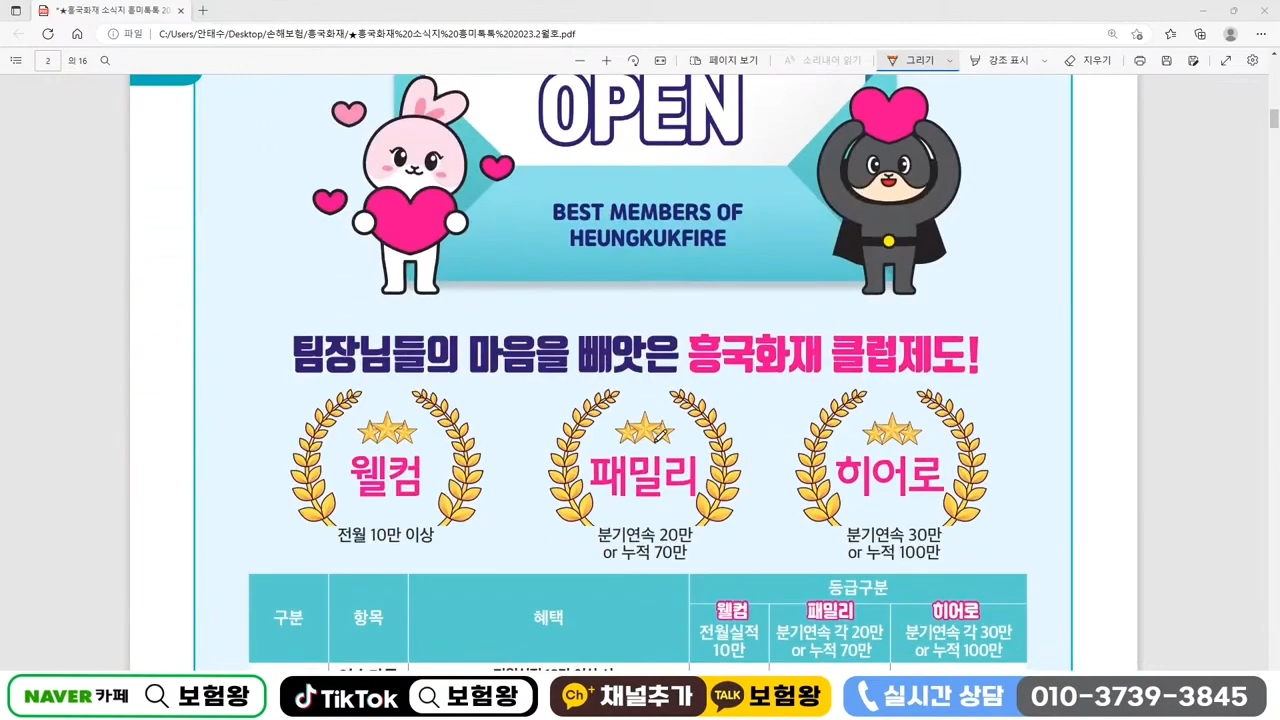 *★흥국화재 소식지 흥미톡톡 20
파일
C:/Users/안태수/Desktop/손해보험/흥국화재/★흥국화재%20소식지%20흥미톡톡%202023.2월호.pdf
2 의 16
페이지 보기
소리내어 읽기
그리기
강조 표시
지우기
OPEN
BEST MEMBERS OF
HEUNGKUKFIRE
팀장님들의 마음을 빼앗은 흥국화재 클럽제도!
웰컴
패밀리
히어로
전월 10만 이상
분기연속 20만
or 누적 70만
분기연속 30만
or 누적 100만
구분
항목
혜택
등급구분
웰컴
전월실적
10만
패밀리
분기연속 각 20만
or 누적 70만
히어로
분기연속 각 30만
or 누적 100만
NAVER 카페 보험왕
TikTok 보험왕
Ch+ 채널추가 TALK 보험왕
실시간 상담 010-3739-3845